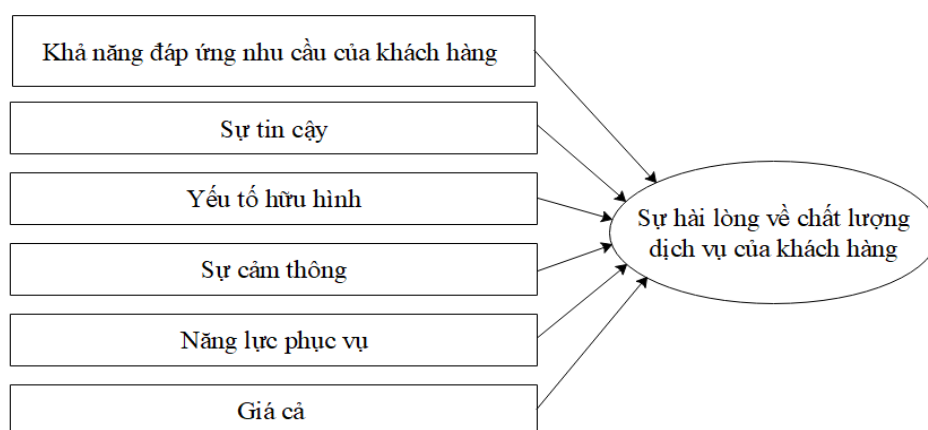 Khả năng đáp ứng nhu cầu của khách hàng
Sự tin cậy
Yếu tố hữu hình
Sự cảm thông
Năng lực phục vụ
Giá cả
Sự hài lòng về chất lượng
dịch vụ của khách hàng